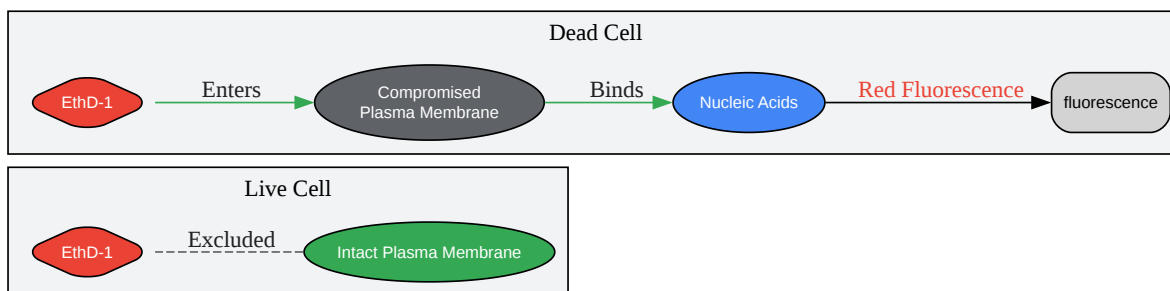 Dead Cell
EthD-1
Enters
Compromised
Plasma Membrane
Binds
Nucleic Acids
Red Fluorescence
fluorescence
Live Cell
EthD-1
Excluded
Intact Plasma Membrane